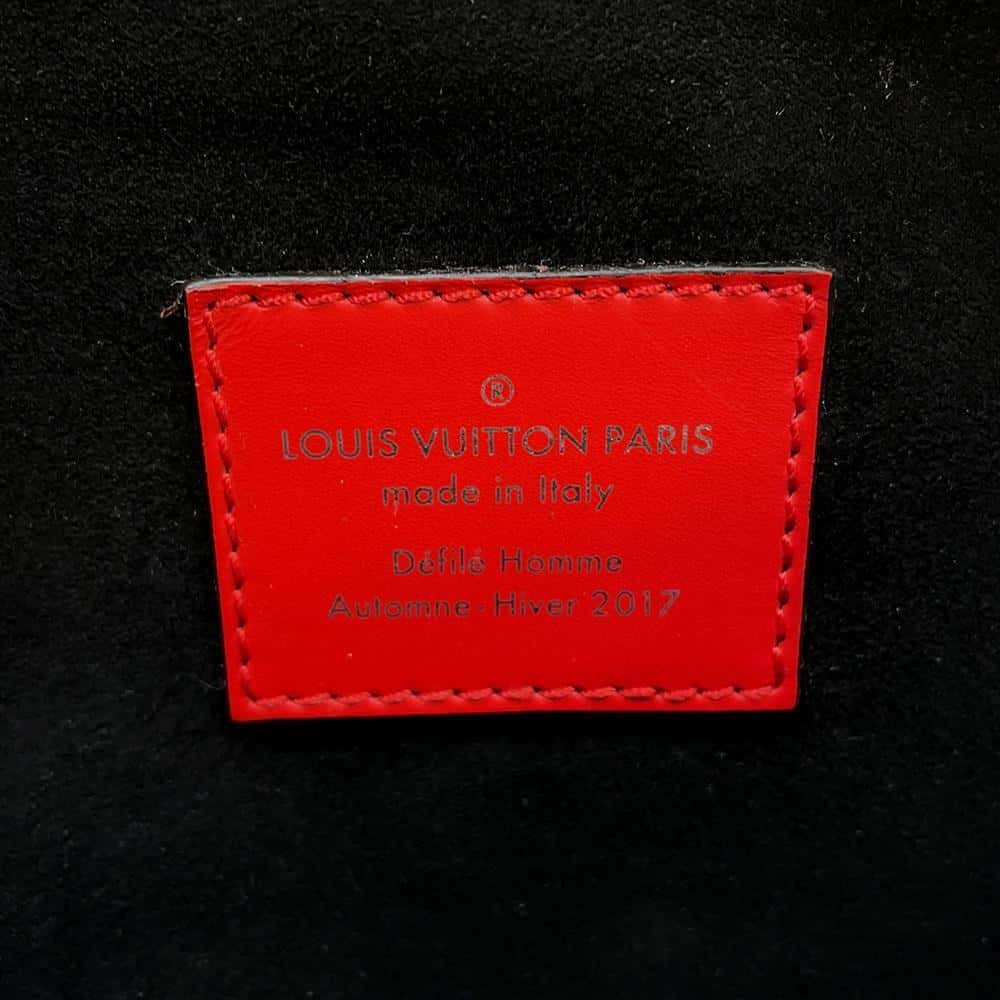 ®
LOUIS VUITTON PARIS
made in Italy
Défilé Homme
Automne-Hiver 2017